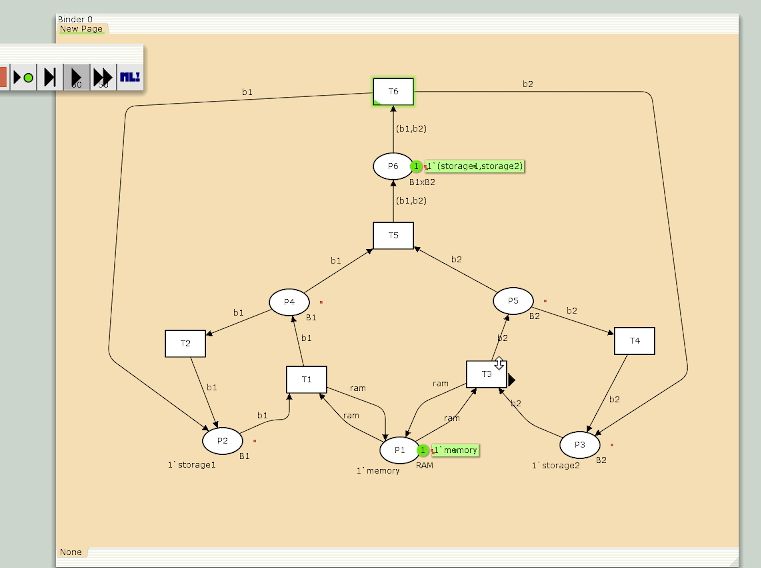 Binder 0
New Page
ML!
T6
b1
b2
(b1,b2)
P6
1
1`(storage1,storage2)
B1xB2
(b1,b2)
T5
b1
b2
P4
B1
P5
B2
b1
b2
T2
b1
b2
T4
T1
T3
b1
ram
ram
b2
b1
ram
ram
b2
P2
B1
P1
1
1`memory
P3
B2
1`storage1
1`memory
RAM
1`storage2
None